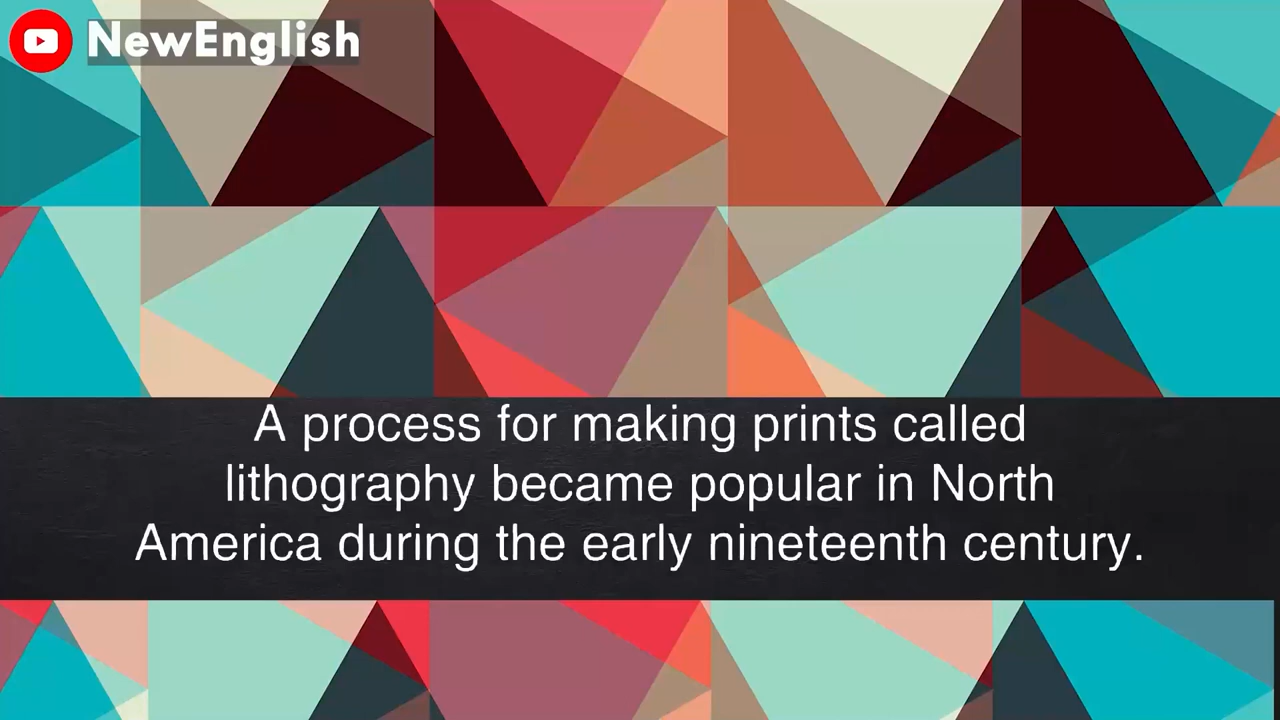 NewEnglish
A process for making prints called
lithography became popular in North
America during the early nineteenth century.